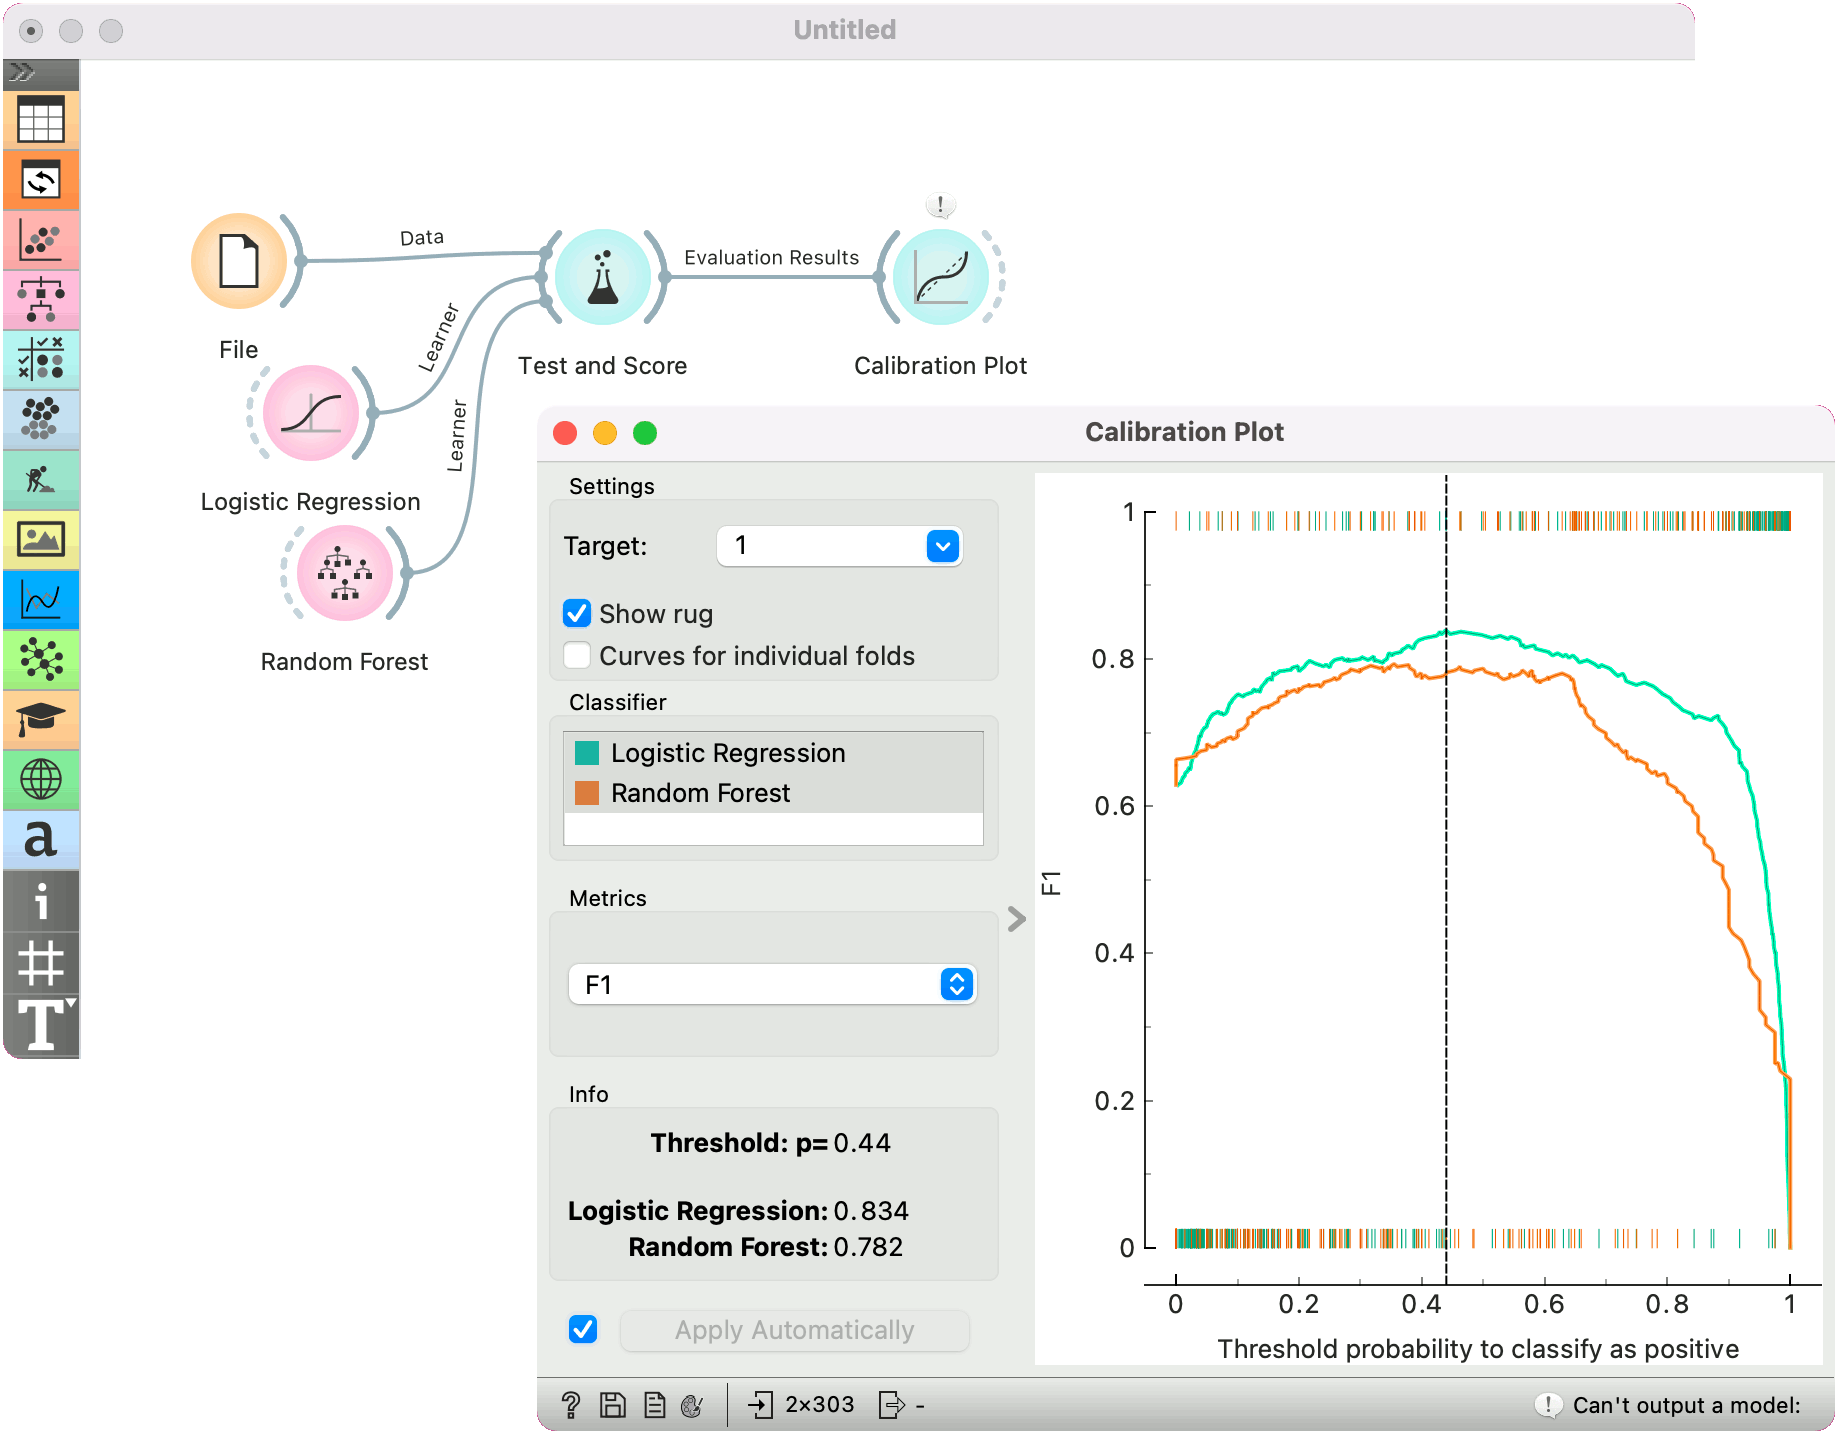 Untitled
Data
Evaluation Results
Learner
Learner
File
Test and Score
Calibration Plot
Logistic Regression
Random Forest
a
i
T
Calibration Plot
Settings
Target:
1
Show rug
Curves for individual folds
Classifier
Logistic Regression
Random Forest
Metrics
F1
Info
Threshold: p= 0.44
Logistic Regression: 0.834
Random Forest: 0.782
Apply Automatically
1
0.8
0.6
F1
0.4
0.2
0
0 0.2 0.4 0.6 0.8 1
Threshold probability to classify as positive
? 2×303 -
Can't output a model: